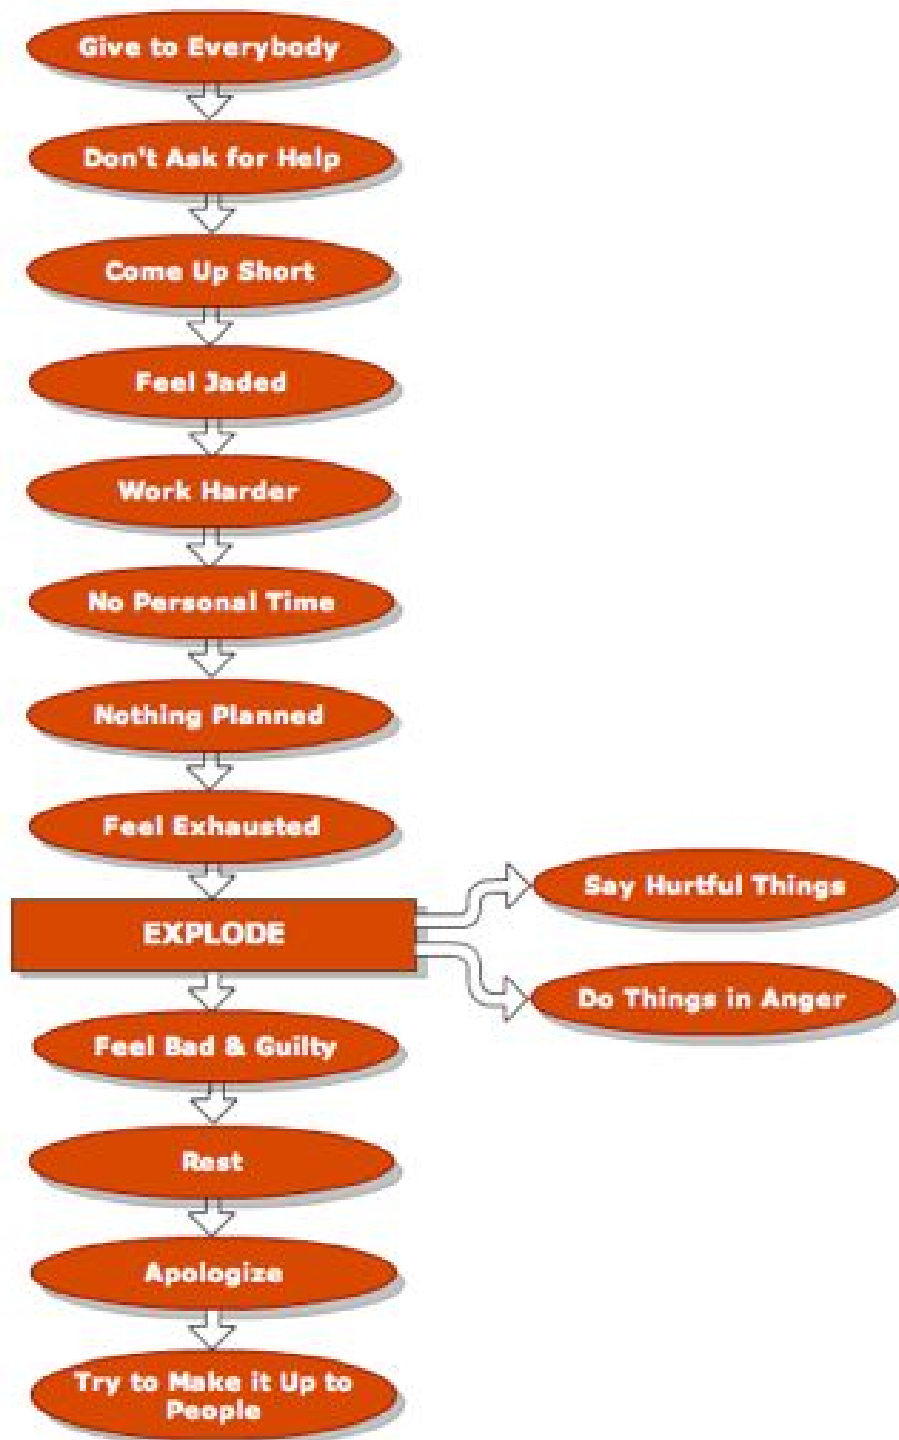 Give to Everybody
Don't Ask for Help
Come Up Short
Feel Jaded
Work Harder
No Personal Time
Nothing Planned
Feel Exhausted
EXPLODE
Say Hurtful Things
Do Things in Anger
Feel Bad & Guilty
Rest
Apologize
Try to Make it Up to
People